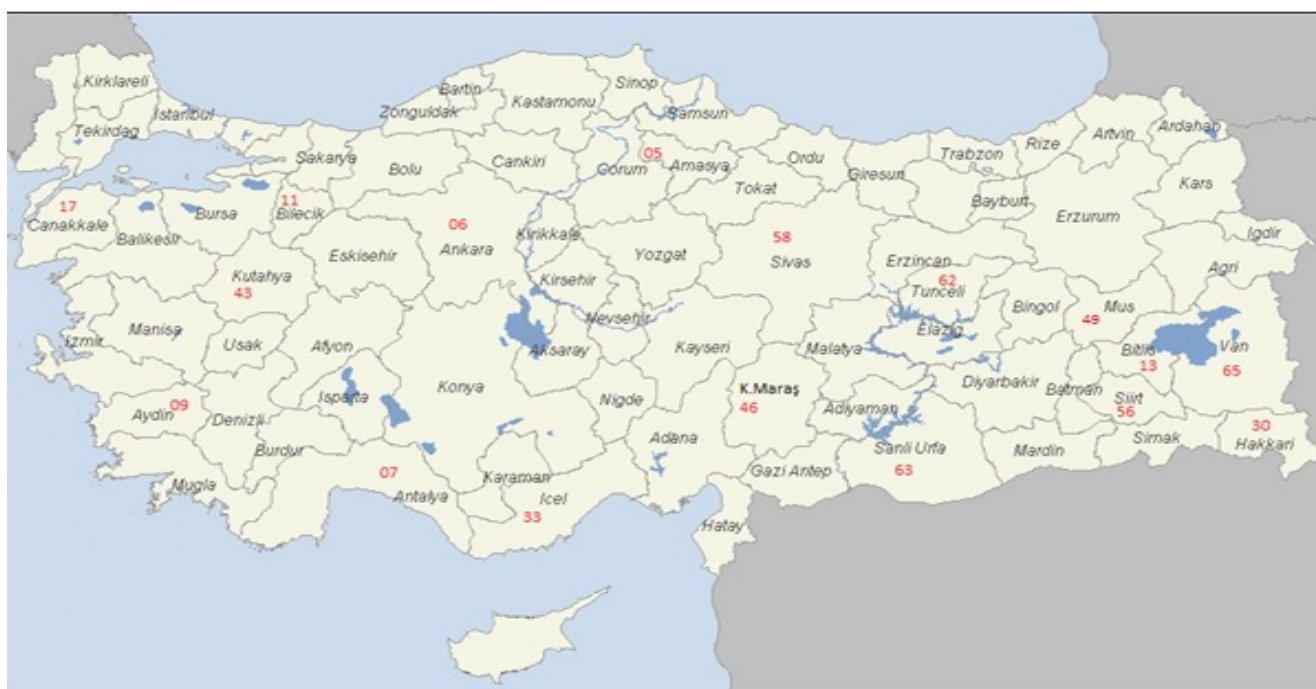 Kirklareli
Tekirdag
Istanbul
Bartin
Zonguldak
Kastamonu
Sinop
Samsun
Sakarya
Bolu
Cankiri
Corum
05
Amasya
Ordu
Tokat
Giresun
Trabzon
Rize
Artvin
Ardahan
Bayburt
Erzurum
Kars
Igdir
Agri
17
Canakkale
Balikesir
Bursa
11
Bilecik
06
Ankara
Kirikkale
Eskisehir
Yozgat
58
Sivas
Erzincan
62
Tunceli
Bingol
Mus
49
Kutahya
43
Kirsehir
Nevsehir
Elazig
Bitlis
13
Van
65
Izmir
Manisa
Usak
Afyon
Aksaray
Kayseri
Malatya
Konya
Isparta
Nigde
K.Maraş
46
Adiyaman
Diyarbakir
Batman
Siirt
56
Sirnak
30
Hakkari
Aydin
09
Denizli
Burdur
Adana
Sanli Urfa
63
Mardin
Gazi Antep
Mugla
07
Antalya
Karaman
Icel
33
Hatay